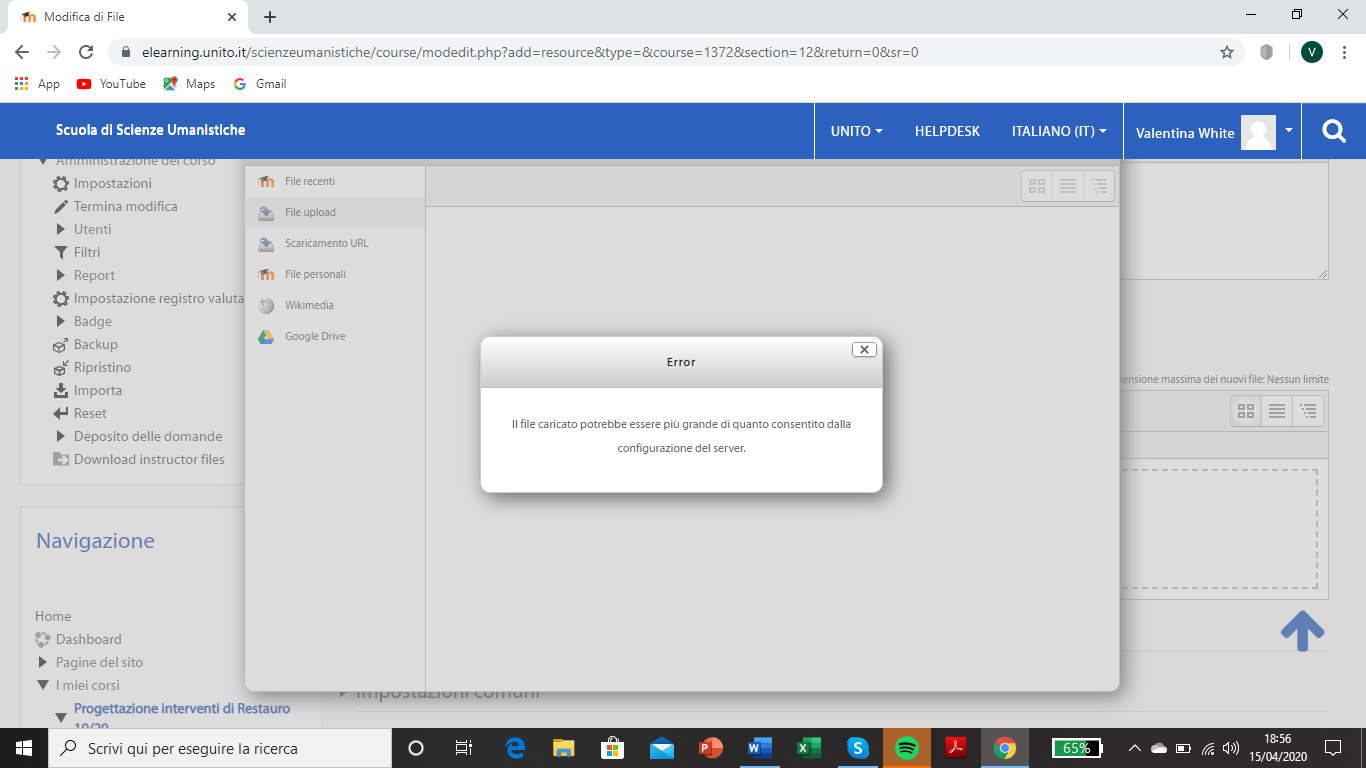 Modifica di File
elearning.unito.it/scienzeumanistiche/course/modedit.php?add=resource&type=&course=1372&section=12&return=0&sr=0
V
App
YouTube
Maps
Gmail
Scuola di Scienze Umanistiche
UNITO
HELPDESK
ITALIANO (IT)
Valentina White
Amministrazione del corso
Impostazioni
Termina modifica
Utenti
Filtri
Report
Impostazione registro valuta
Badge
Backup
Ripristino
Importa
Reset
Deposito delle domande
Download instructor files
Navigazione
Home
Dashboard
Pagine del sito
I miei corsi
Progettazione interventi di Restauro
19/20
File recenti
File upload
Scaricamento URL
File personali
Wikimedia
Google Drive
Error
Il file caricato potrebbe essere più grande di quanto consentito dalla
configurazione del server.
ensione massima dei nuovi file: Nessun limite
Impostazioni comuni
Scrivi qui per eseguire la ricerca
65%
18:56
15/04/2020